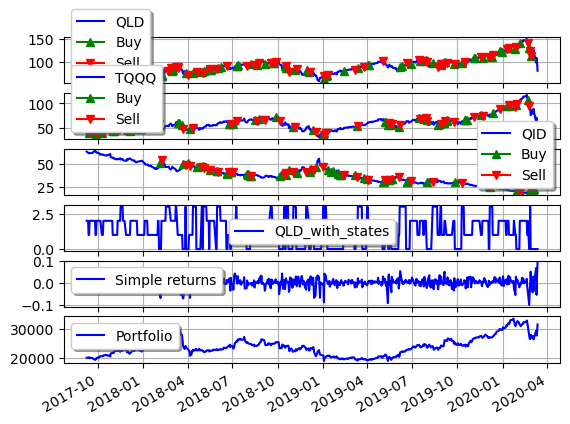 QLD
Buy
Sell
150
100
TQQQ
Buy
Sell
100
50
QID
Buy
Sell
50
25
2.5
0.0
QLD_with_states
0.1
0.0
-0.1
Simple returns
30000
20000
Portfolio
2017-10
2018-01
2018-04
2018-07
2018-10
2019-01
2019-04
2019-07
2019-10
2020-01
2020-04